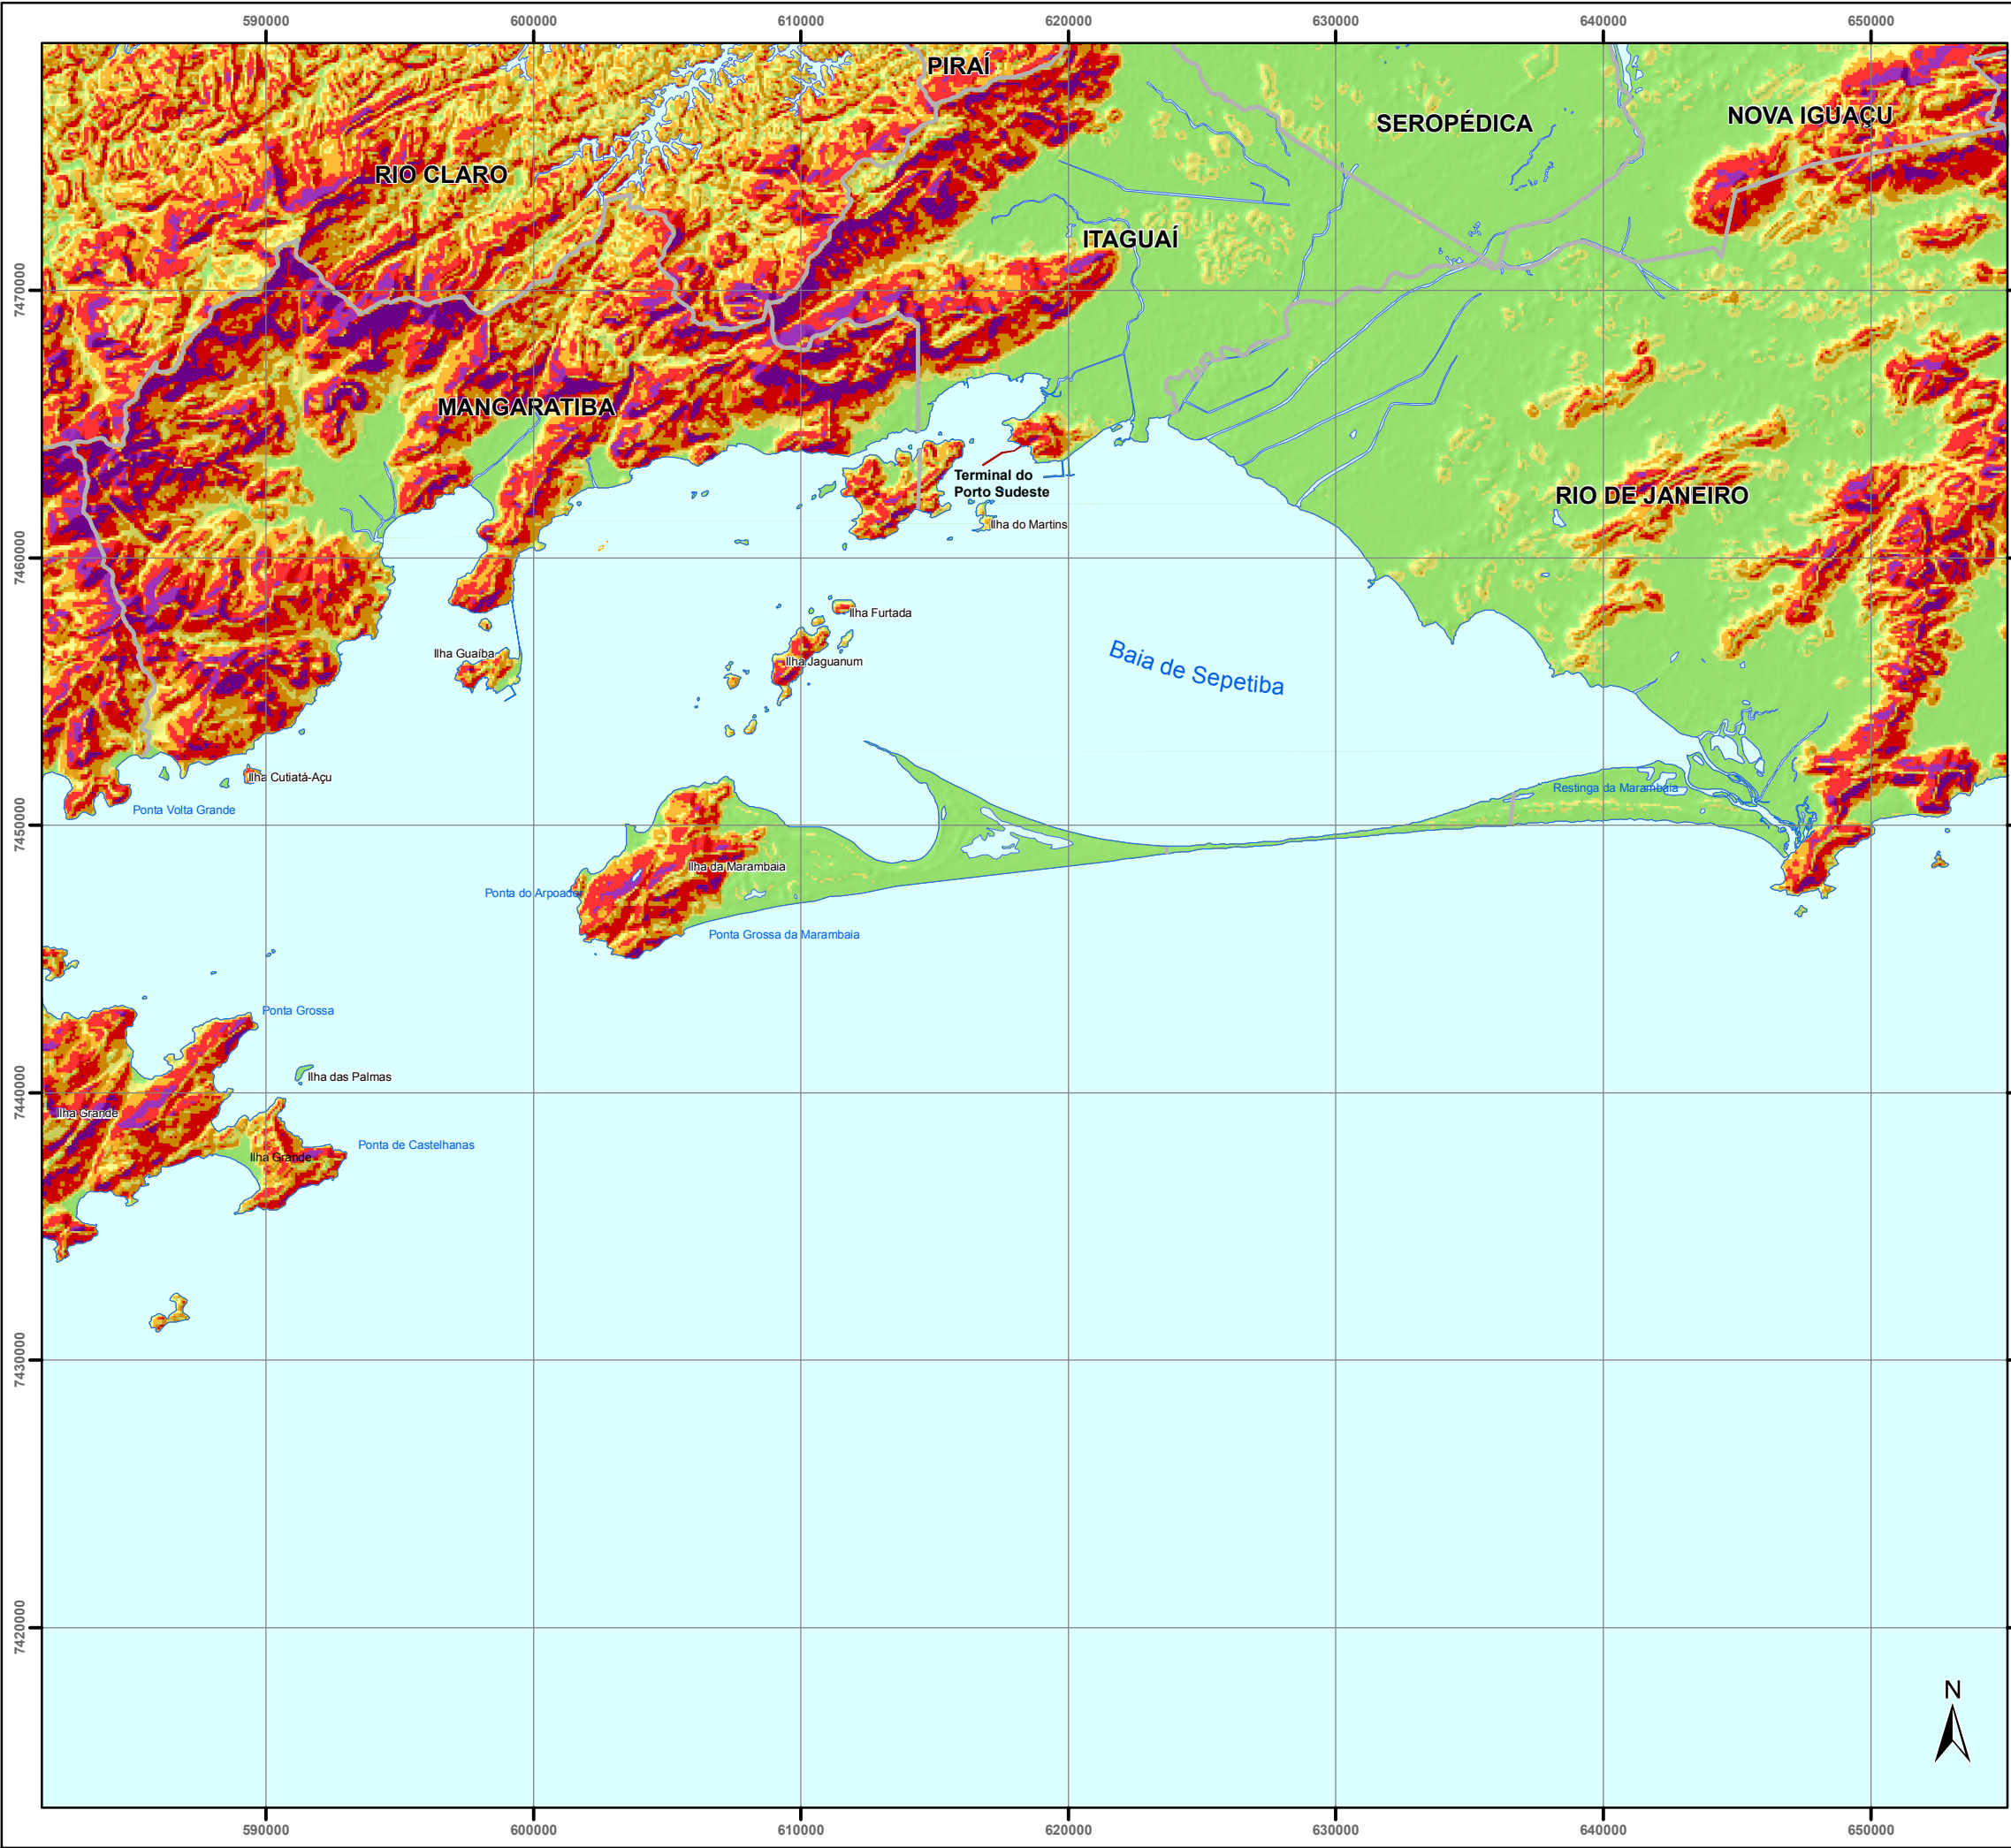 590000 600000 610000 620000 630000 640000 650000
PIRAÍ
NOVA IGUAÇU
SEROPÉDICA
RIO CLARO
ITAGUAÍ
7470000
MANGARATIBA
Terminal do
Porto Sudeste
RIO DE JANEIRO
Ilha do Martins
7460000
Ilha Furtada
Ilha Guaíba
Ilha Jaguanum
Baia de Sepetiba
Ilha Cutiatá-Açu
Restinga da Marambaia
Ponta Volta Grande
7450000
Ilha da Marambaia
Ponta do Arpoador
Ponta Grossa da Marambaia
Ponta Grossa
Ilha das Palmas
7440000
Ilha Grande
Ponta de Castelhanas
Ilha Grande
7430000
7420000
N
590000 600000 610000 620000 630000 640000 650000